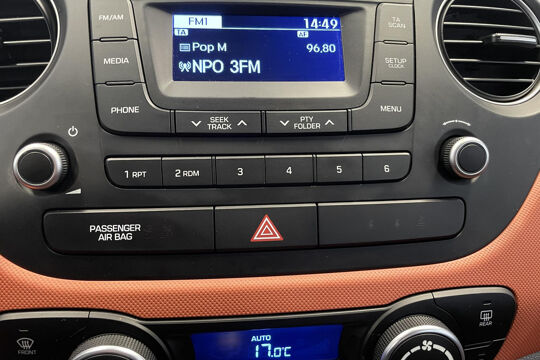 FM1 14:49
TA AF
Pop M 96.80
NPO 3FM
FM/AM
MEDIA
PHONE
TA
SCAN
SETUP
CLOCK
MENU
SEEK
TRACK
PTY
FOLDER
1 RPT 2 RDM 3 4 5 6
PASSENGER
AIR BAG
FRONT
AUTO
17.0°C
REAR